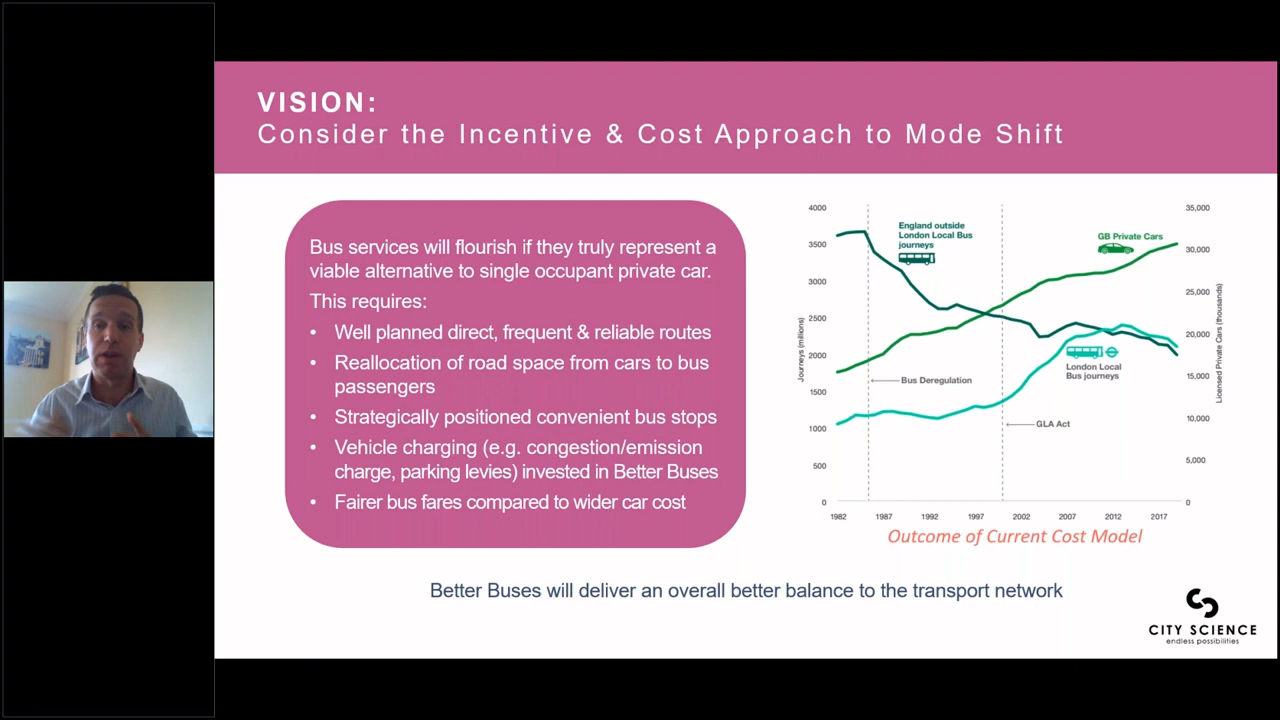 VISION:
Consider the Incentive & Cost Approach to Mode Shift
Bus services will flourish if they truly represent a
viable alternative to single occupant private car.
This requires:
• Well planned direct, frequent & reliable routes
• Reallocation of road space from cars to bus
passengers
• Strategically positioned convenient bus stops
• Vehicle charging (e.g. congestion/emission
charge, parking levies) invested in Better Buses
• Fairer bus fares compared to wider car cost
4000
3500
3000
2500
2000
1500
1000
500
0
Journeys (millions)
England outside
London Local Bus
journeys
GB Private Cars
London Local
Bus journeys
Bus Deregulation
GLA Act
35,000
30,000
25,000
20,000
15,000
10,000
5,000
0
Licensed Private Cars (thousands)
1982 1987 1992 1997 2002 2007 2012 2017
Outcome of Current Cost Model
Better Buses will deliver an overall better balance to the transport network
CITY SCIENCE
endless possibilities